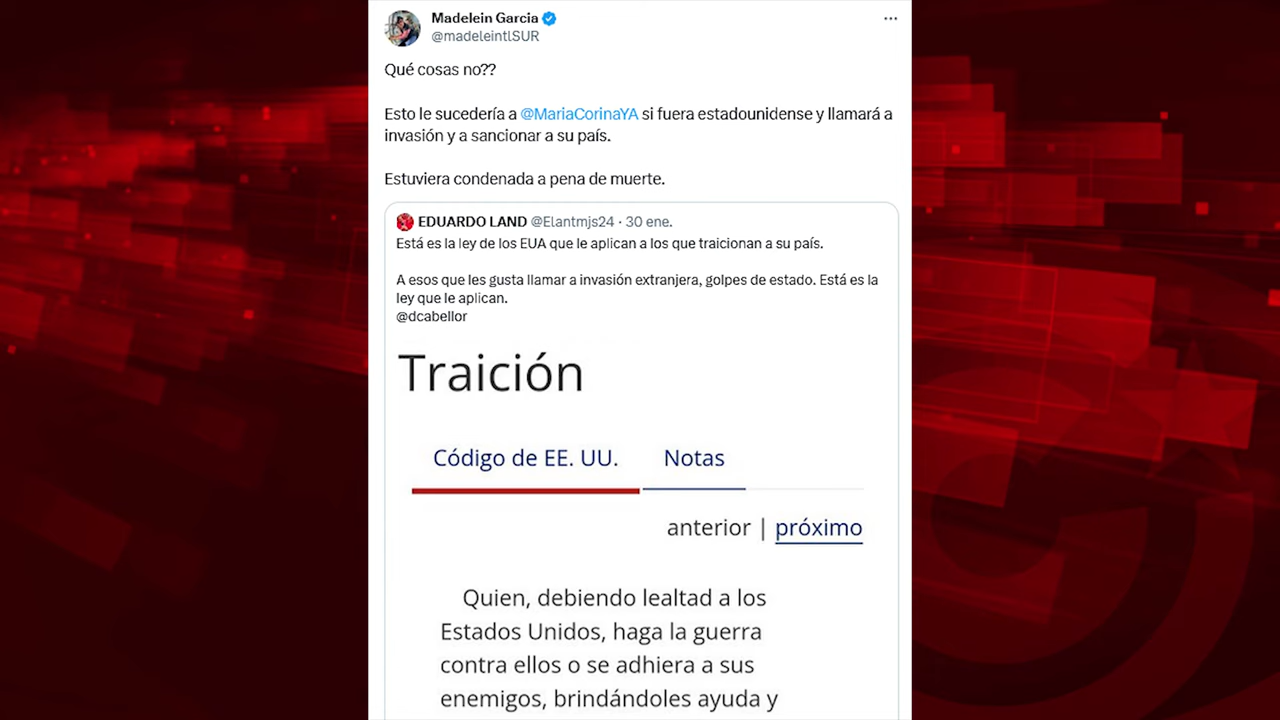 Madelein Garcia
@madeleintlSUR
Qué cosas no??
Esto le sucedería a @MariaCorinaYA si fuera estadounidense y llamará a
invasión y a sancionar a su país.
Estuviera condenada a pena de muerte.
EDUARDO LAND @Elantmjs24 · 30 ene.
Está es la ley de los EUA que le aplican a los que traicionan a su país.
A esos que les gusta llamar a invasión extranjera, golpes de estado. Está es la
ley que le aplican.
@dcabellor
Traición
Código de EE. UU. Notas
anterior | próximo
Quien, debiendo lealtad a los
Estados Unidos, haga la guerra
contra ellos o se adhiera a sus
enemigos, brindándoles ayuda y